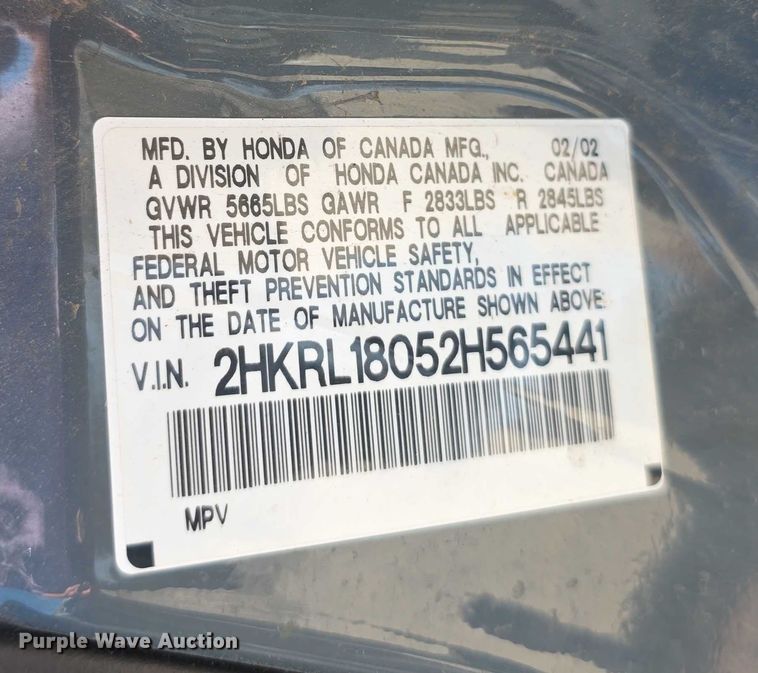 MFD. BY HONDA OF CANADA MFG., 02/02
A DIVISION OF HONDA CANADA INC. CANADA
GVWR 5665LBS GAWR F 2833LBS R 2845LBS
THIS VEHICLE CONFORMS TO ALL APPLICABLE
FEDERAL MOTOR VEHICLE SAFETY,
AND THEFT PREVENTION STANDARDS IN EFFECT
ON THE DATE OF MANUFACTURE SHOWN ABOVE.
V.I.N. 2HKRL18052H565441
MPV
Purple Wave Auction